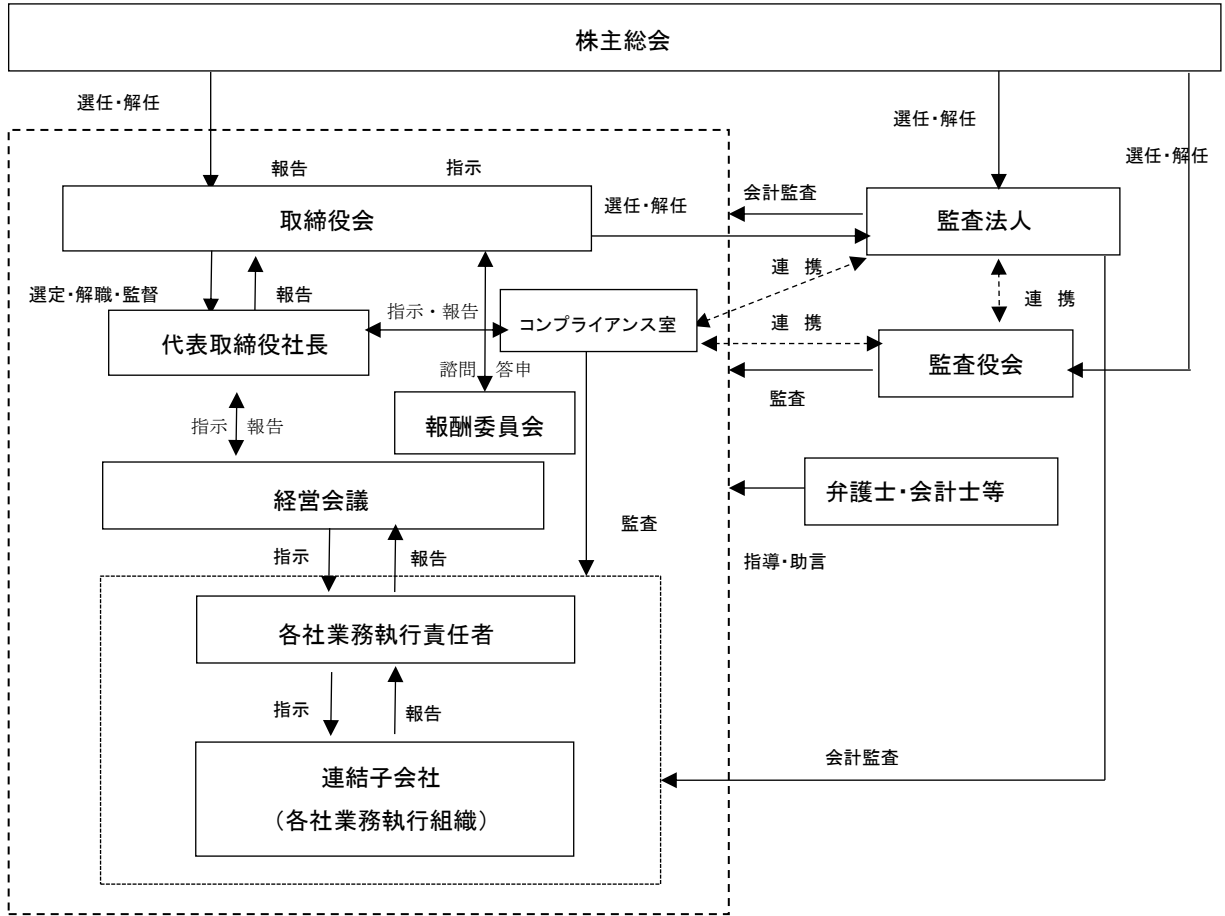 株主総会
選任・解任
選任・解任
選任・解任
報告
指示
取締役会
選任・解任
会計監査
監査法人
選定・解職・監督
報告
連 携
連 携
代表取締役社長
指示・報告
コンプライアンス室
連 携
監査役会
諮問
答申
監査
報酬委員会
指示
報告
経営会議
弁護士・会計士等
監査
指示
報告
指導・助言
各社業務執行責任者
指示
報告
会計監査
連結子会社
（各社業務執行組織）